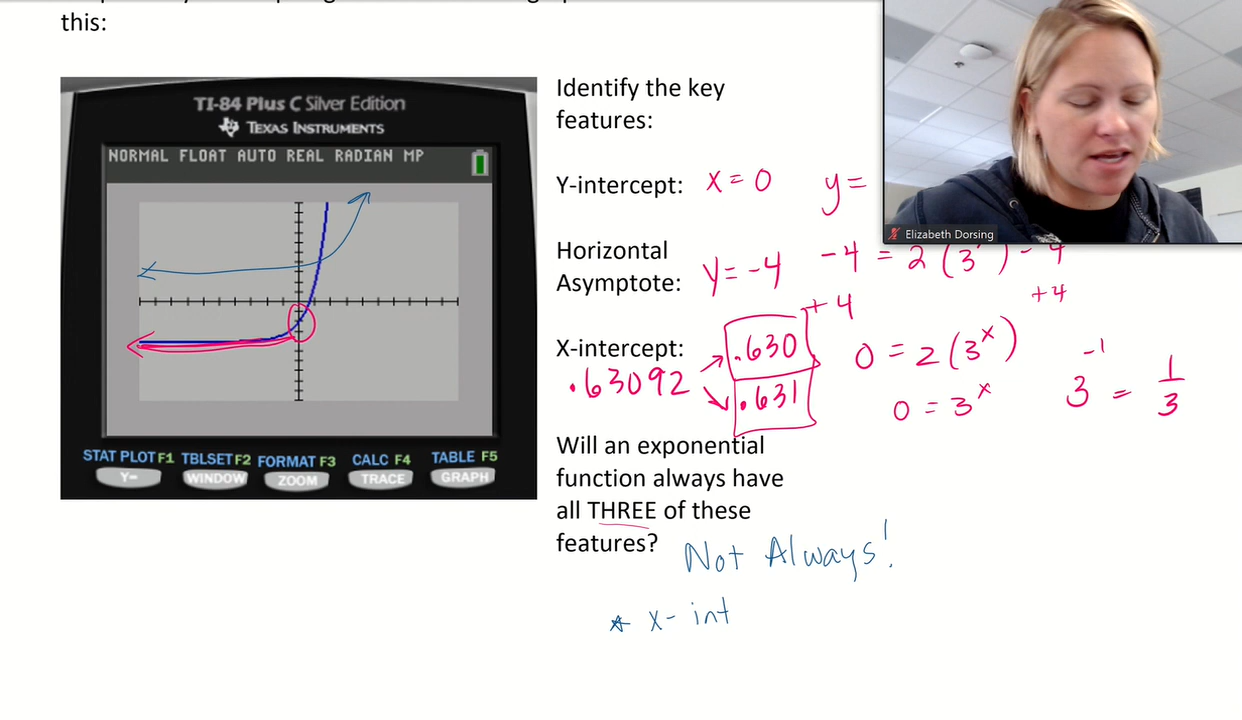 this:
TI-84 Plus C Silver Edition
TEXAS INSTRUMENTS
NORMAL FLOAT AUTO REAL RADIAN MP
STAT PLOT F1 TBLSET F2 FORMAT F3 CALC F4 TABLE F5
Y= WINDOW ZOOM TRACE GRAPH
Identify the key
features:
Y-intercept: x = 0 y =
Elizabeth Dorsing
Horizontal
Asymptote: y = -4
-4 = 2 (3 ) - 4
+ 4 +4
X-intercept: .630
.63092 .631
0 = 2 (3ˣ)
0 = 3ˣ
3⁻¹ = 1/3
Will an exponential
function always have
all THREE of these
features? Not Always!
* x- int